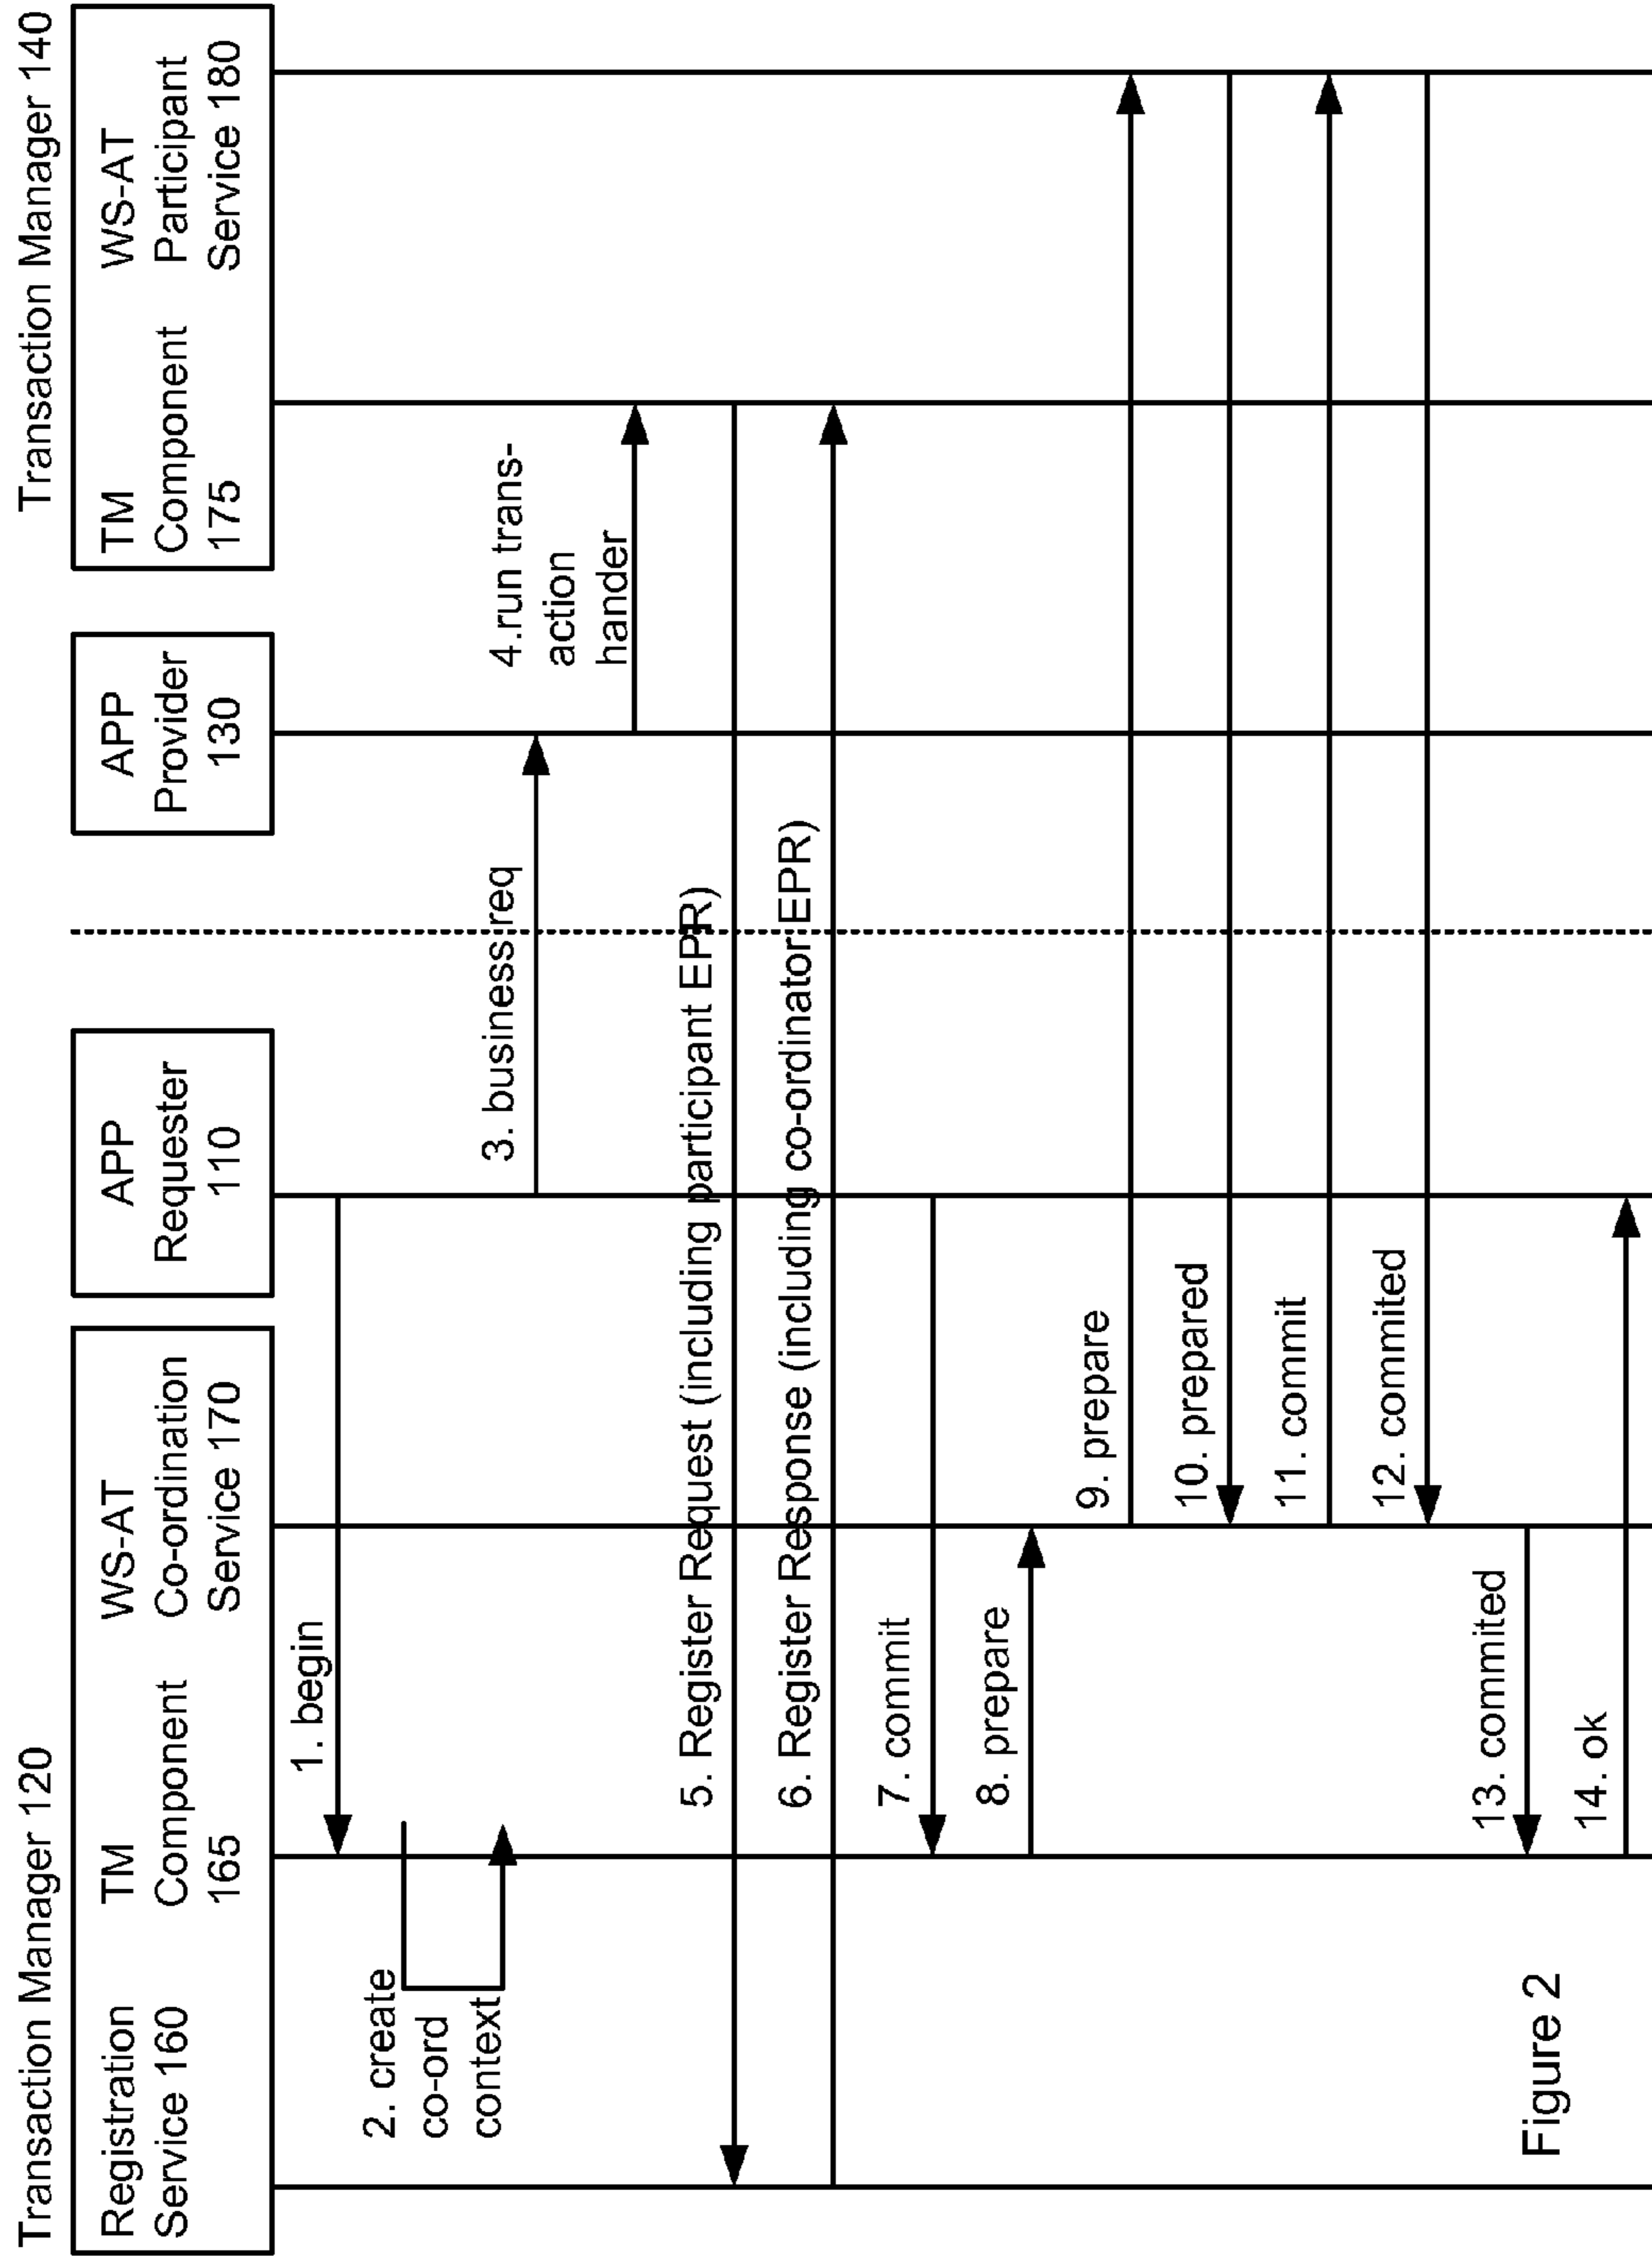 Transaction Manager 120
Transaction Manager 140
Registration
Service 160
TM
Component
165
WS-AT
Co-ordination
Service 170
APP
Requester
110
APP
Provider
130
TM
Component
175
WS-AT
Participant
Service 180
1. begin
2. create
co-ord
context
3. business req
4.run trans-
action
hander
5. Register Request (including participant EPR)
6. Register Response (including co-ordinator EPR)
7. commit
8. prepare
9. prepare
10. prepared
11. commit
12. commited
13. commited
14. ok
Figure 2